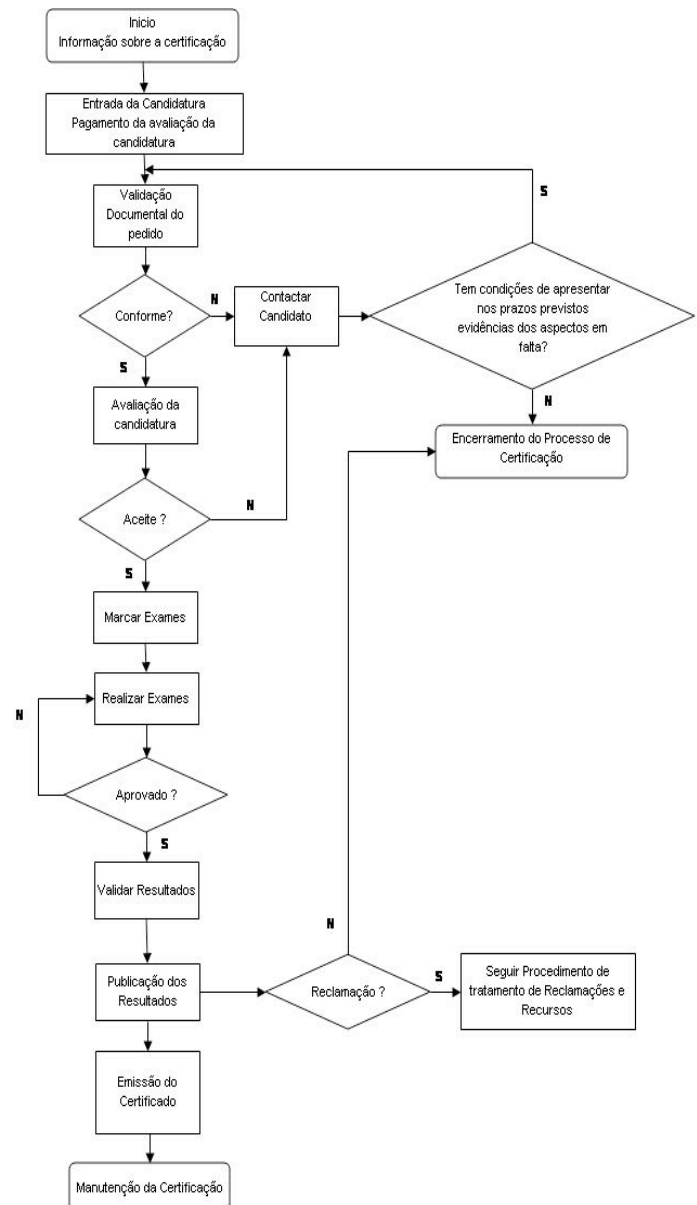 Inicio
Informação sobre a certificação
Entrada da Candidatura
Pagamento da avaliação da
candidatura
S
Validação
Documental do
pedido
Tem condições de apresentar
nos prazos previstos
evidências dos aspectos em
falta?
Conforme?
N
Contactar
Candidato
S
N
Avaliação da
candidatura
Encerramento do Processo de
Certificação
Aceite ?
N
S
Marcar Exames
Realizar Exames
N
Aprovado ?
S
Validar Resultados
N
Publicação dos
Resultados
Reclamação ?
S
Seguir Procedimento de
tratamento de Reclamações e
Recursos
Emissão do
Certificado
Manutenção da Certificação